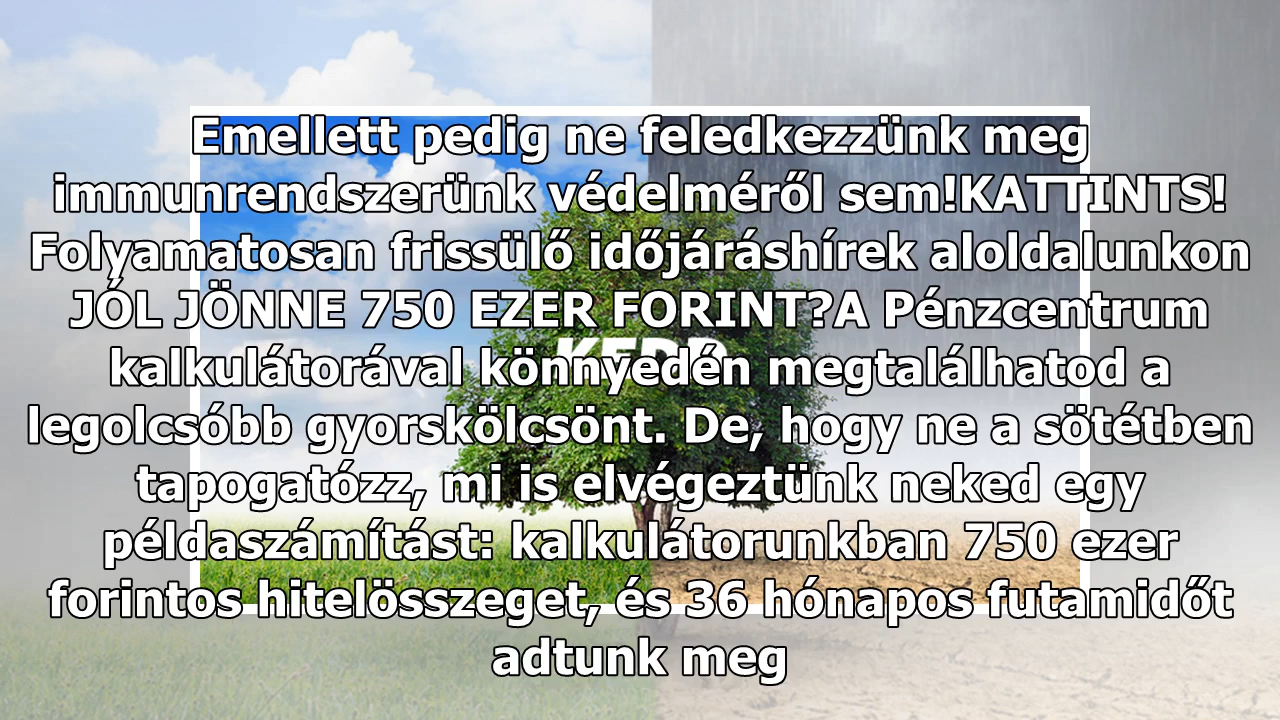 Emellett pedig ne feledkezzünk meg
immunrendszerünk védelméről sem!KATTINTS!
Folyamatosan frissülő időjáráshírek aloldalunkon
JÓL JÖNNE 750 EZER FORINT?A Pénzcentrum
kalkulátorával könnyedén megtalálhatod a
legolcsóbb gyorskölcsönt. De, hogy ne a sötétben
tapogatózz, mi is elvégeztünk neked egy
példaszámítást: kalkulátorunkban 750 ezer
forintos hitelösszeget, és 36 hónapos futamidőt
adtunk meg